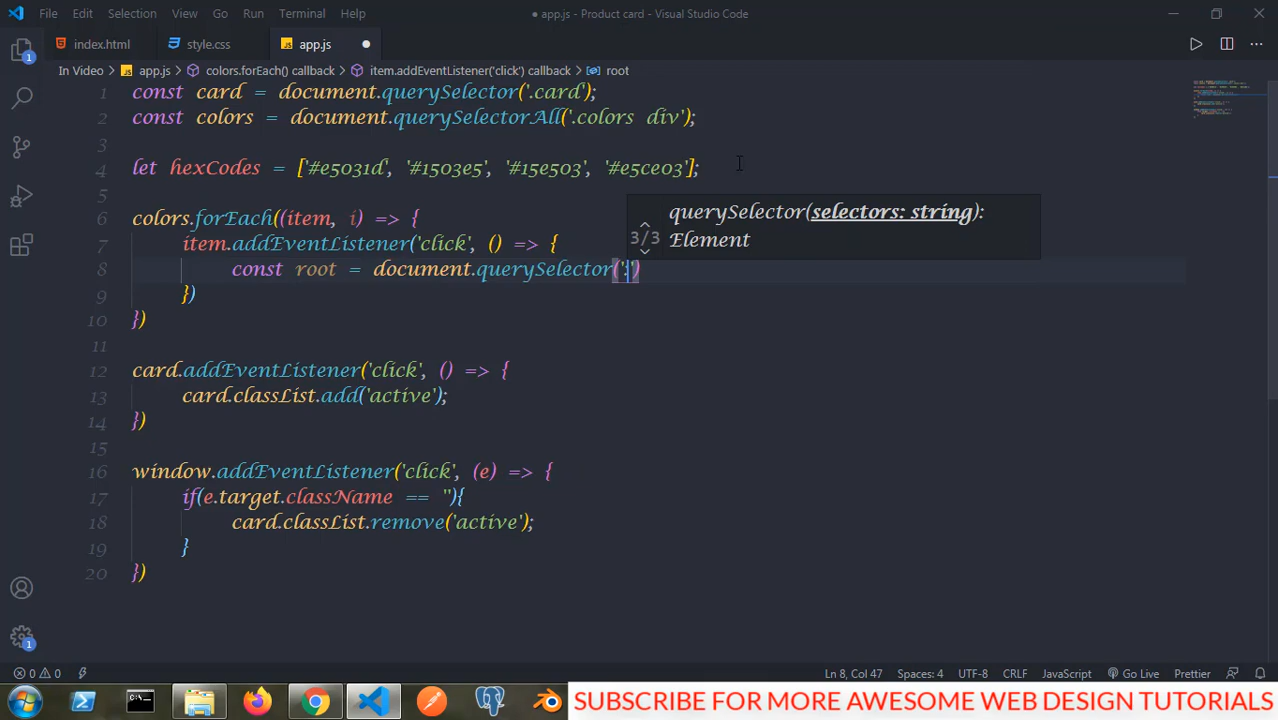 File Edit Selection View Go Run Terminal Help ● app.js - Product card - Visual Studio Code
index.html style.css JS app.js ●
In Video > JS app.js > colors.forEach() callback > item.addEventListener('click') callback > root
1 const card = document.querySelector('.card');
2 const colors = document.querySelectorAll('.colors div');
3
4 let hexCodes = ['#e5031d', '#1503e5', '#15e503', '#e5ce03'];
5
6 colors.forEach((item, i) => {
querySelector(selectors: string):
3/3 Element
7 item.addEventListener('click', () => {
8 const root = document.querySelector(':')
9 })
10 })
11
12 card.addEventListener('click', () => {
13 card.classList.add('active');
14 })
15
16 window.addEventListener('click', (e) => {
17 if(e.target.className == ''){
18 card.classList.remove('active');
19 }
20 })
1
1
0 0 Ln 8, Col 47 Spaces: 4 UTF-8 CRLF JavaScript Go Live Prettier
SUBSCRIBE FOR MORE AWESOME WEB DESIGN TUTORIALS